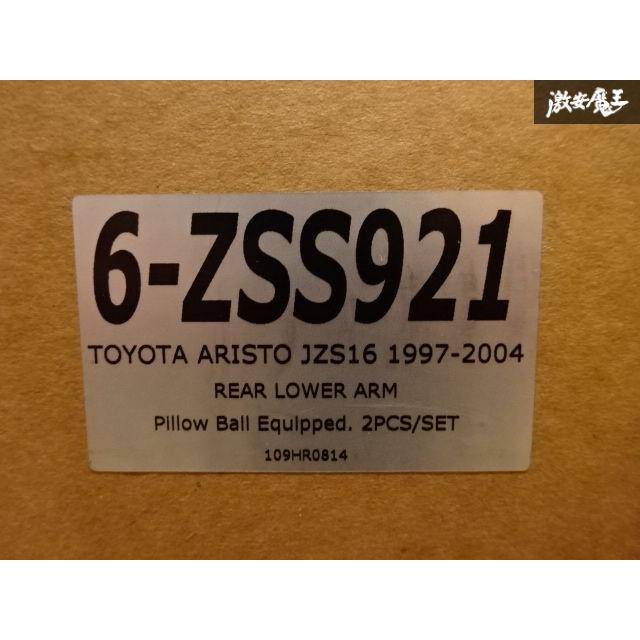 激安魔王
6-ZSS921
TOYOTA ARISTO JZS16 1997-2004
REAR LOWER ARM
Pillow Ball Equipped. 2PCS/SET
109HR0814